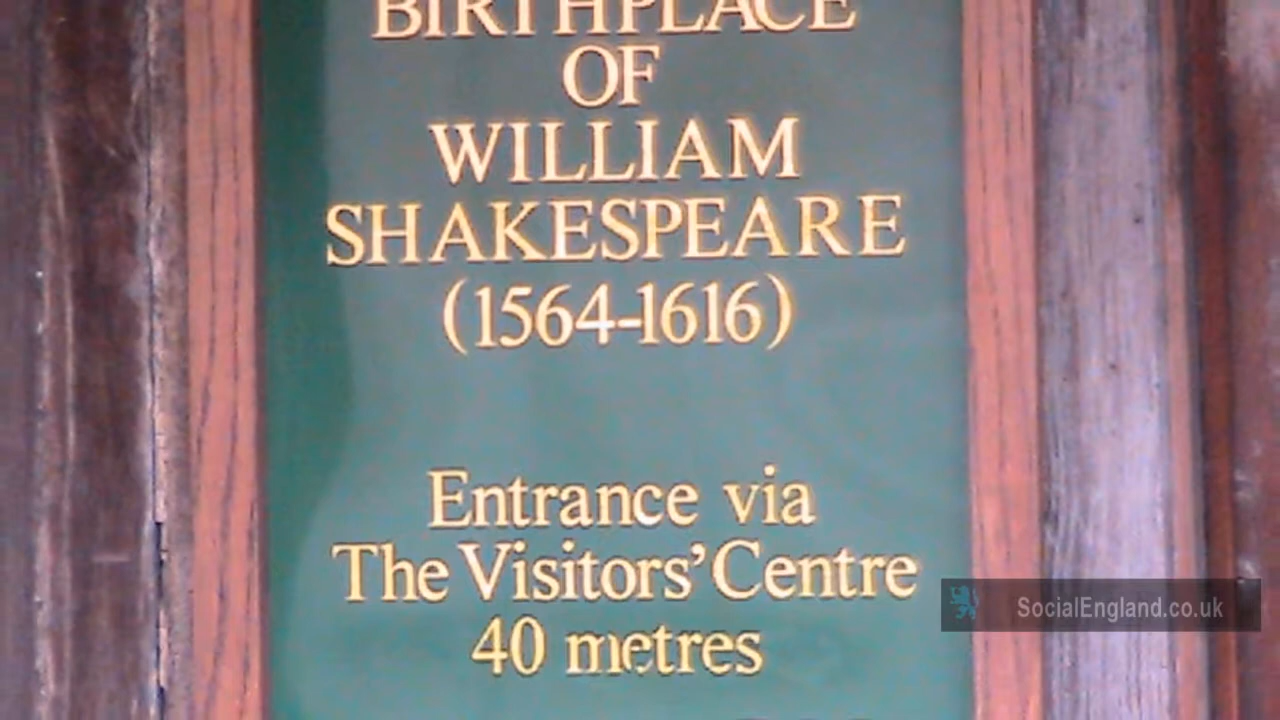 BIRTHPLACE
OF
WILLIAM
SHAKESPEARE
(1564-1616)
Entrance via
The Visitors' Centre
40 metres
SocialEngland.co.uk